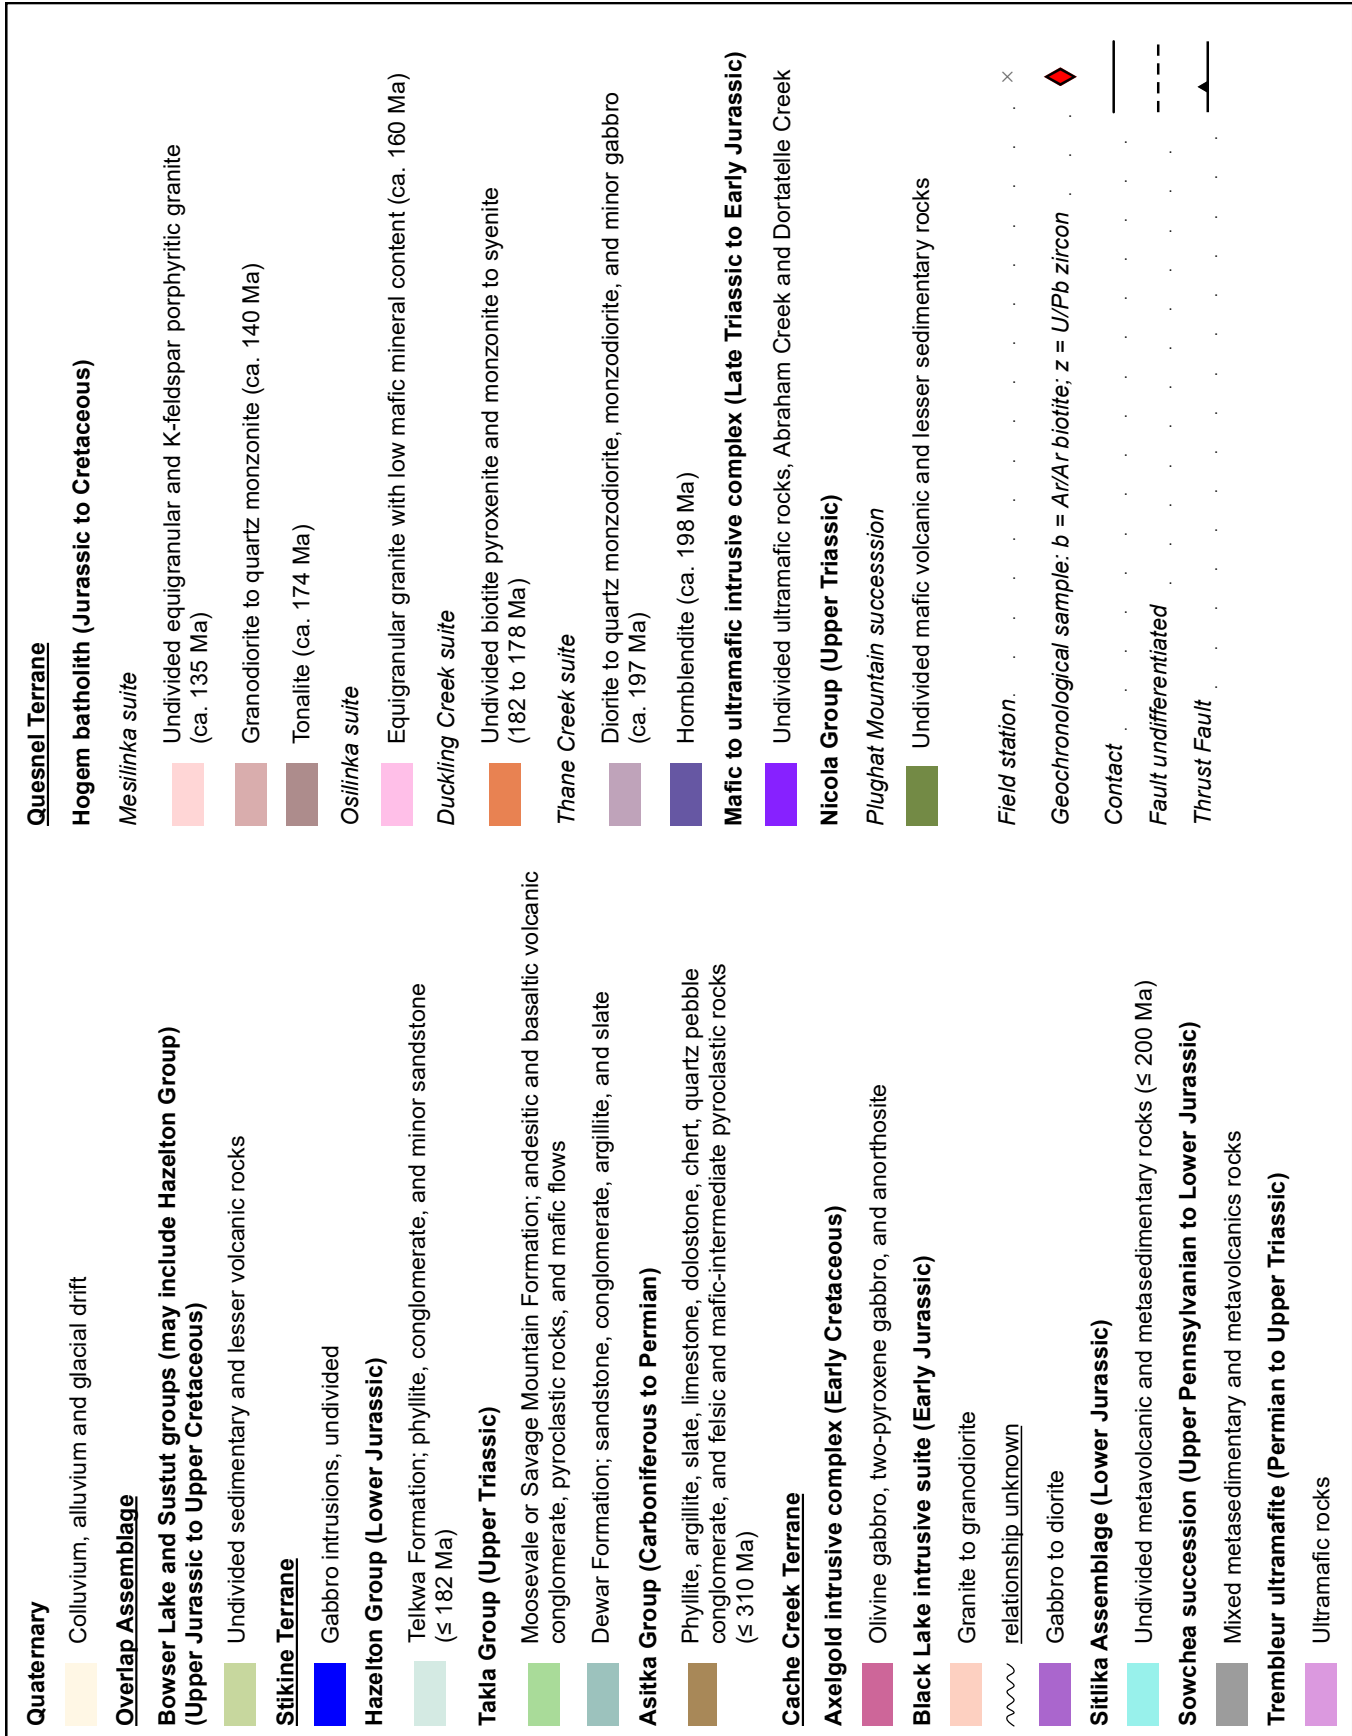 Quaternary
Colluvium, alluvium and glacial drift
Overlap Assemblage
Bowser Lake and Sustut groups (may include Hazelton Group)
(Upper Jurassic to Upper Cretaceous)
Undivided sedimentary and lesser volcanic rocks
Stikine Terrane
Gabbro intrusions, undivided
Hazelton Group (Lower Jurassic)
Telkwa Formation; phyllite, conglomerate, and minor sandstone
(≤ 182 Ma)
Takla Group (Upper Triassic)
Moosevale or Savage Mountain Formation; andesitic and basaltic volcanic
conglomerate, pyroclastic rocks, and mafic flows
Dewar Formation; sandstone, conglomerate, argillite, and slate
Asitka Group (Carboniferous to Permian)
Phyllite, argillite, slate, limestone, dolostone, chert, quartz pebble
conglomerate, and felsic and mafic-intermediate pyroclastic rocks
(≤ 310 Ma)
Cache Creek Terrane
Axelgold intrusive complex (Early Cretaceous)
Olivine gabbro, two-pyroxene gabbro, and anorthosite
Black Lake intrusive suite (Early Jurassic)
Granite to granodiorite
relationship unknown
Gabbro to diorite
Sitlika Assemblage (Lower Jurassic)
Undivided metavolcanic and metasedimentary rocks (≤ 200 Ma)
Sowchea succession (Upper Pennsylvanian to Lower Jurassic)
Mixed metasedimentary and metavolcanics rocks
Trembleur ultramafite (Permian to Upper Triassic)
Ultramafic rocks
Quesnel Terrane
Hogem batholith (Jurassic to Cretaceous)
Mesilinka suite
Undivided equigranular and K-feldspar porphyritic granite
(ca. 135 Ma)
Granodiorite to quartz monzonite (ca. 140 Ma)
Tonalite (ca. 174 Ma)
Osilinka suite
Equigranular granite with low mafic mineral content (ca. 160 Ma)
Duckling Creek suite
Undivided biotite pyroxenite and monzonite to syenite
(182 to 178 Ma)
Thane Creek suite
Diorite to quartz monzodiorite, monzodiorite, and minor gabbro
(ca. 197 Ma)
Hornblendite (ca. 198 Ma)
Mafic to ultramafic intrusive complex (Late Triassic to Early Jurassic)
Undivided ultramafic rocks, Abraham Creek and Dortatelle Creek
Nicola Group (Upper Triassic)
Plughat Mountain successsion
Undivided mafic volcanic and lesser sedimentary rocks
Field station
Geochronological sample: b = Ar/Ar biotite; z = U/Pb zircon
Contact
Fault undifferentiated
Thrust Fault